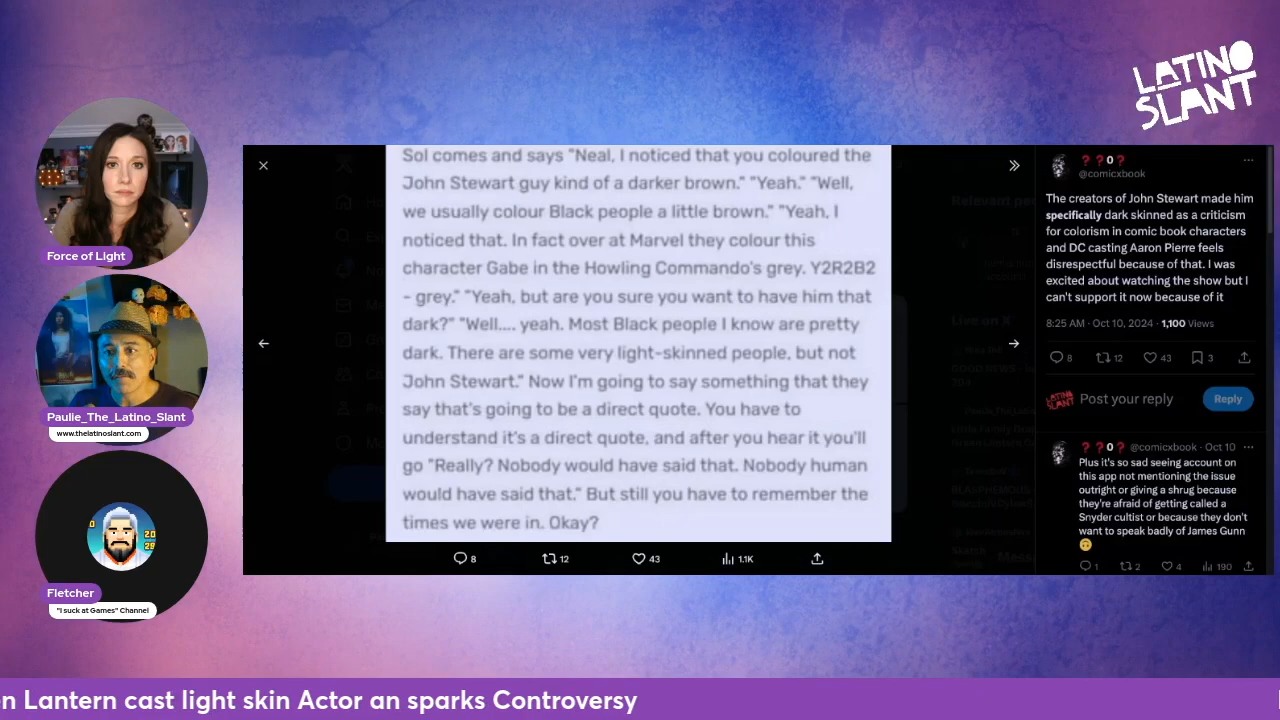 LATINO
SLANT
Force of Light
Paulie_The_Latino_Slant
www.thelatinoslant.com
Fletcher
"I suck at Games" Channel
Sol comes and says "Neal, I noticed that you coloured the
John Stewart guy kind of a darker brown." "Yeah." "Well,
we usually colour Black people a little brown." "Yeah, I
noticed that. In fact over at Marvel they colour this
character Gabe in the Howling Commando's grey. Y2R2B2
- grey." "Yeah, but are you sure you want to have him that
dark?" "Well.... yeah. Most Black people I know are pretty
dark. There are some very light-skinned people, but not
John Stewart." Now I'm going to say something that they
say that's going to be a direct quote. You have to
understand it's a direct quote, and after you hear it you'll
go "Really? Nobody would have said that. Nobody human
would have said that." But still you have to remember the
times we were in. Okay?
8 12 43 1.1K
❓❓0❓
@comicxbook
The creators of John Stewart made him
specifically dark skinned as a criticism
for colorism in comic book characters
and DC casting Aaron Pierre feels
disrespectful because of that. I was
excited about watching the show but I
can't support it now because of it
8:25 AM · Oct 10, 2024 · 1,100 Views
8 12 43 3
LATINO SLANT
Post your reply
Reply
❓❓0❓ @comicxbook · Oct 10
Plus it's so sad seeing account on
this app not mentioning the issue
outright or giving a shrug because
they're afraid of getting called a
Snyder cultist or because they don't
want to speak badly of James Gunn
🙃
1 2 4 190
en Lantern cast light skin Actor an sparks Controversy